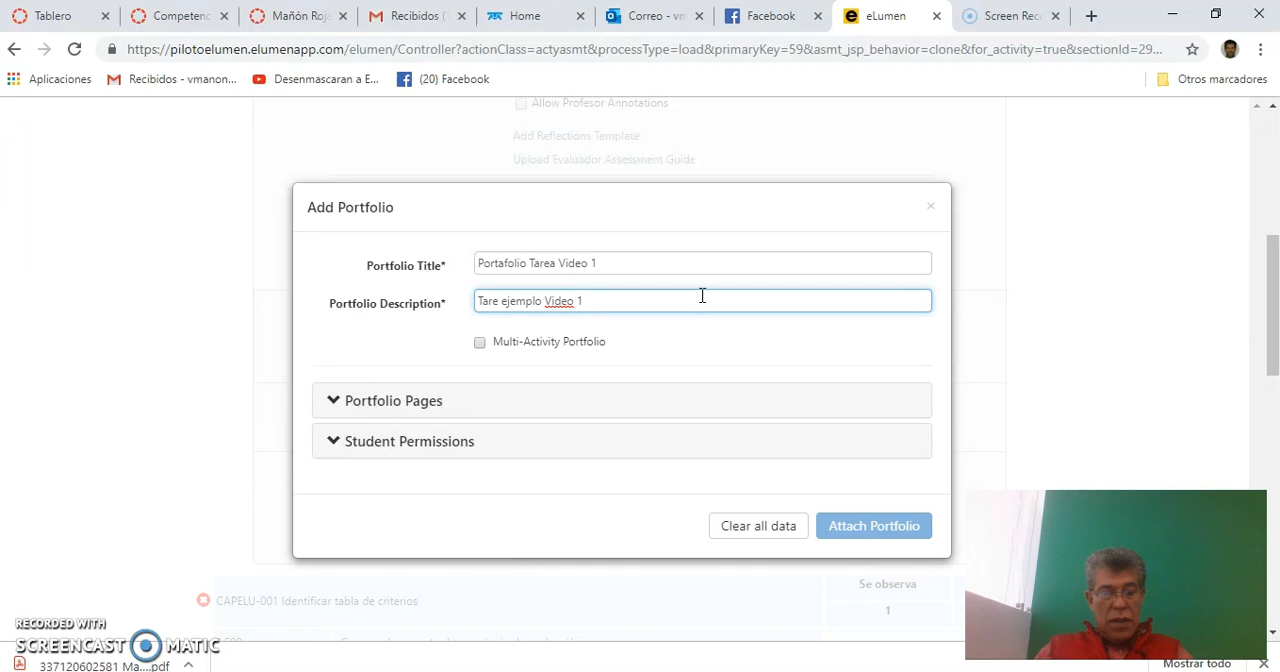 Tablero
Competenc
Mañón Roja
Recibidos (
Home
Correo - vm
Facebook
eLumen
Screen Rec
https://pilotoelumen.elumenapp.com/elumen/Controller?actionClass=actyasmt&processType=load&primaryKey=59&asmt_jsp_behavior=clone&for_activity=true&sectionId=29...
Aplicaciones
Recibidos - vmanon...
Desenmascaran a E...
(20) Facebook
Otros marcadores
Allow Profesor Annotations
Add Reflections Template
Upload Evaluador Assessment Guide
Add Portfolio
×
Portfolio Title*
Portafolio Tarea Video 1
Portfolio Description*
Tare ejemplo Video 1
Multi-Activity Portfolio
Portfolio Pages
Student Permissions
Clear all data
Attach Portfolio
Se observa
CAPELU-001 Identificar tabla de criterios
1
RECORDED WITH
SCREENCAST MATIC
337120602581 Ma....pdf
Mostrar todo